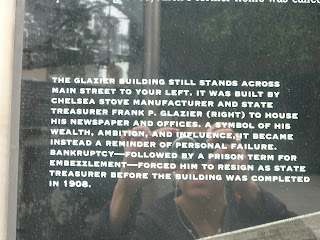 THE GLAZIER BUILDING STILL STANDS ACROSS
MAIN STREET TO YOUR LEFT. IT WAS BUILT BY
CHELSEA STOVE MANUFACTURER AND STATE
TREASURER FRANK P. GLAZIER (RIGHT) TO HOUSE
HIS NEWSPAPER AND OFFICES. A SYMBOL OF HIS
WEALTH, AMBITION, AND INFLUENCE, IT BECAME
INSTEAD A REMINDER OF PERSONAL FAILURE.
BANKRUPTCY—FOLLOWED BY A PRISON TERM FOR
EMBEZZLEMENT—FORCED HIM TO RESIGN AS STATE
TREASURER BEFORE THE BUILDING WAS COMPLETED
IN 1908.